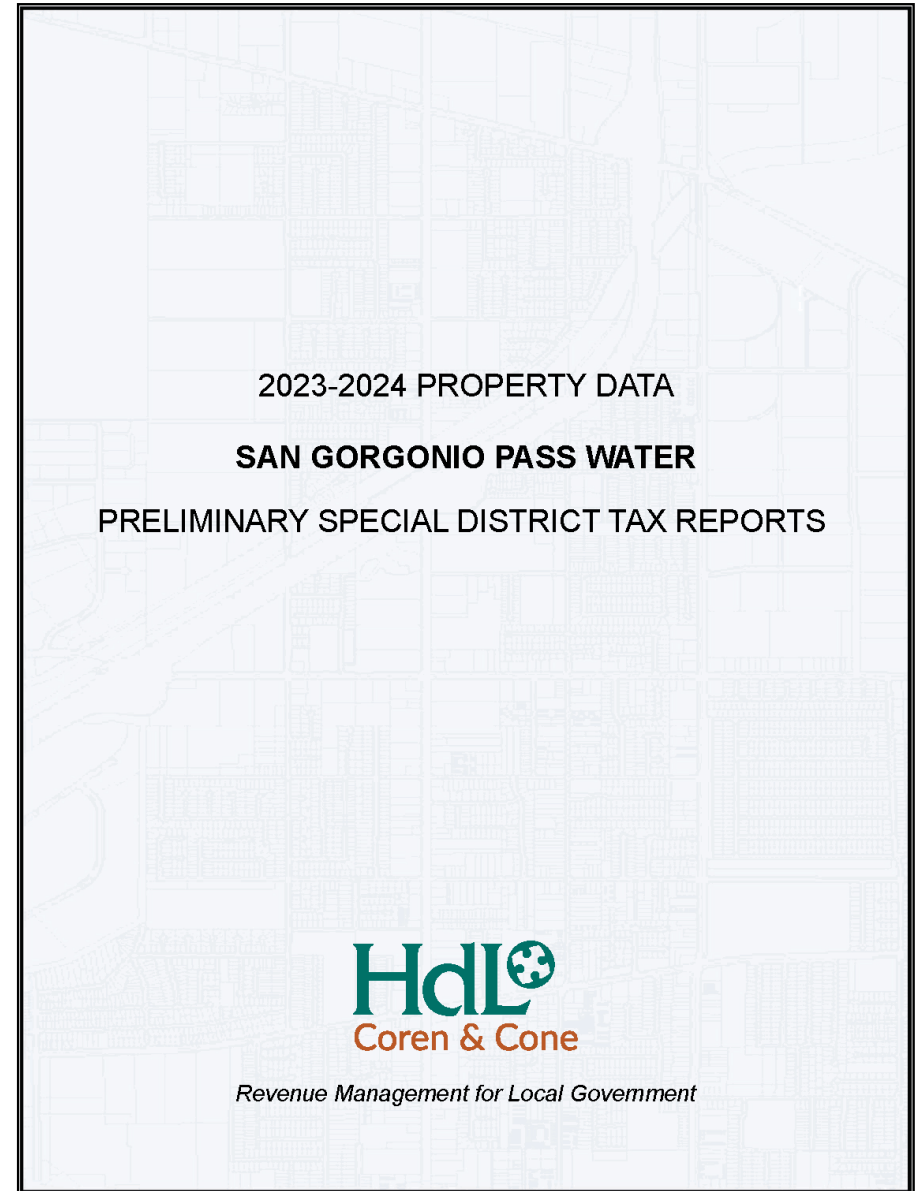 2023-2024 PROPERTY DATA
SAN GORGONIO PASS WATER
PRELIMINARY SPECIAL DISTRICT TAX REPORTS
HdL
Coren & Cone
Revenue Management for Local Government